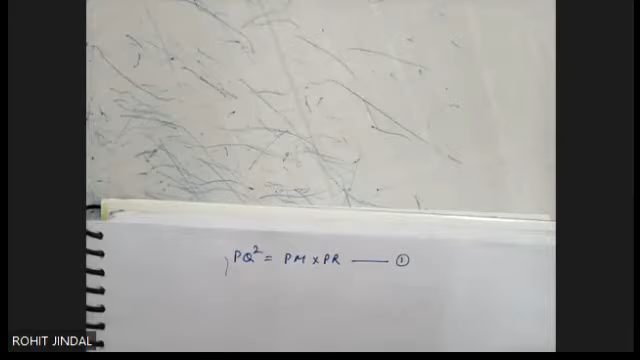 PQ² = PM × PR —— ①
ROHIT JINDAL